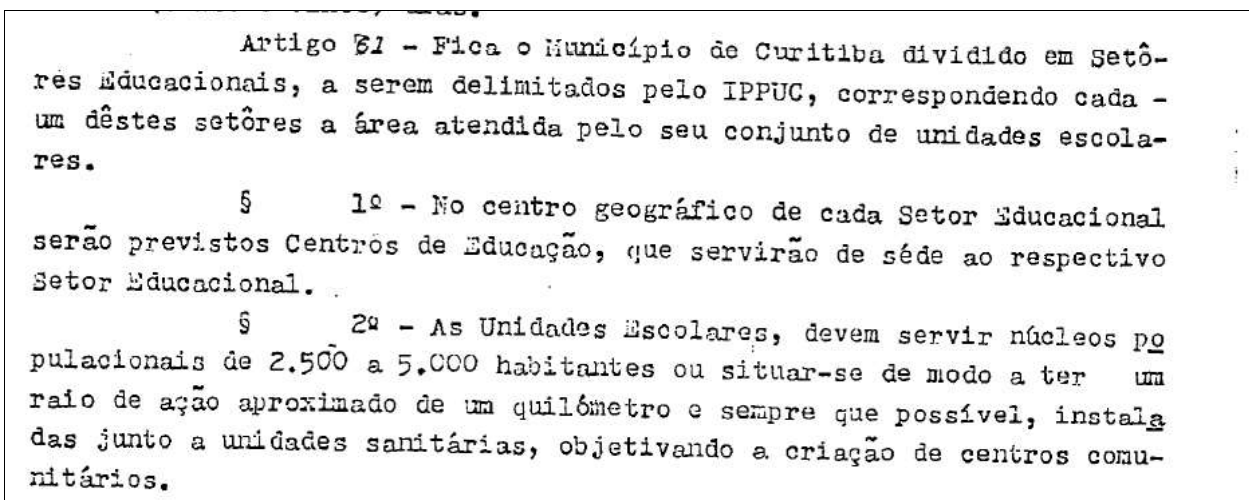 Artigo 31 - Fica o Município de Curitiba dividido em Setô-
res Educacionais, a serem delimitados pelo IPPUC, correspondendo cada -
um dêstes setôres a área atendida pelo seu conjunto de unidades escola-
res.
§ 1º - No centro geográfico de cada Setor Educacional
serão previstos Centros de Educação, que servirão de séde ao respectivo
Setor Educacional.
§ 2º - As Unidades Escolares, devem servir núcleos po
pulacionais de 2.500 a 5.000 habitantes ou situar-se de modo a ter um
raio de ação aproximado de um quilómetro e sempre que possível, instala
das junto a unidades sanitárias, objetivando a criação de centros comu-
nitários.